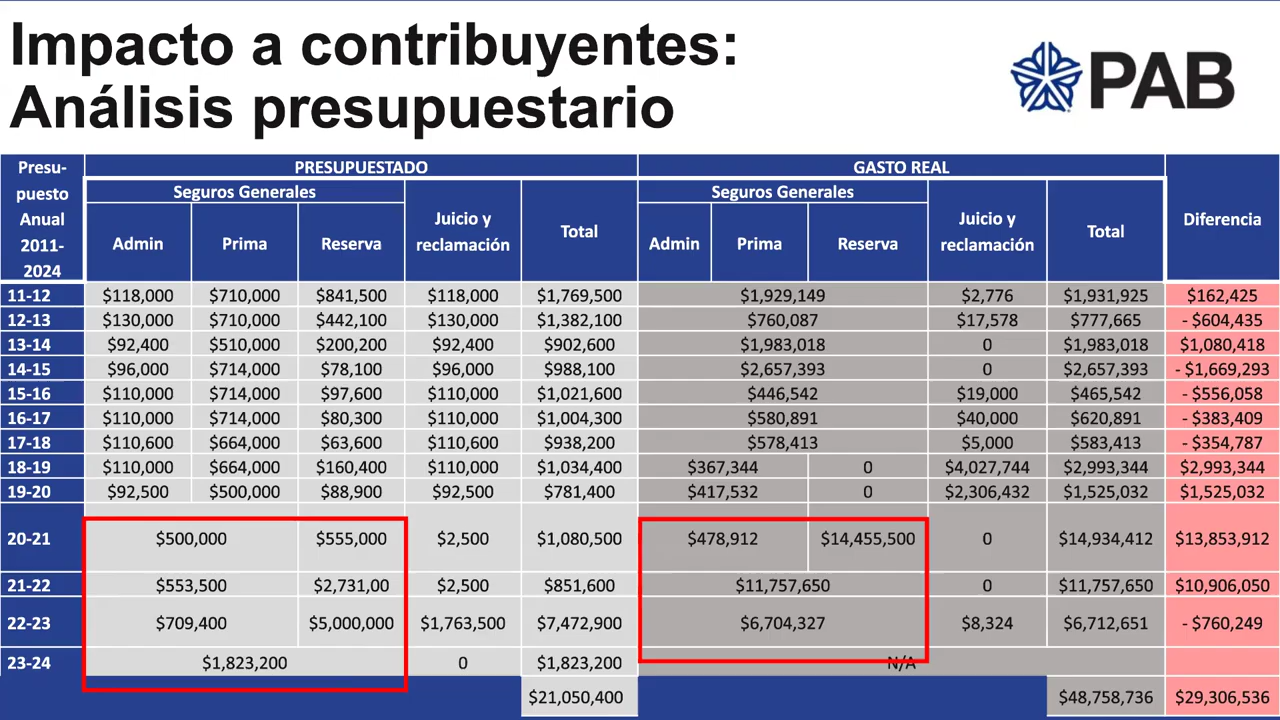 Impacto a contribuyentes:
Análisis presupuestario
PAB
Presu-
puesto
Anual
2011-
2024
PRESUPUESTADO
GASTO REAL
Diferencia
Seguros Generales
Juicio y
reclamación
Total
Seguros Generales
Juicio y
reclamación
Total
Admin Prima Reserva
Admin Prima Reserva
11-12 $118,000 $710,000 $841,500 $118,000 $1,769,500 $1,929,149 $2,776 $1,931,925 $162,425
12-13 $130,000 $710,000 $442,100 $130,000 $1,382,100 $760,087 $17,578 $777,665 - $604,435
13-14 $92,400 $510,000 $200,200 $92,400 $902,600 $1,983,018 0 $1,983,018 $1,080,418
14-15 $96,000 $714,000 $78,100 $96,000 $988,100 $2,657,393 0 $2,657,393 - $1,669,293
15-16 $110,000 $714,000 $97,600 $110,000 $1,021,600 $446,542 $19,000 $465,542 - $556,058
16-17 $110,000 $714,000 $80,300 $110,000 $1,004,300 $580,891 $40,000 $620,891 - $383,409
17-18 $110,600 $664,000 $63,600 $110,600 $938,200 $578,413 $5,000 $583,413 - $354,787
18-19 $110,000 $664,000 $160,400 $110,000 $1,034,400 $367,344 0 $4,027,744 $2,993,344 $2,993,344
19-20 $92,500 $500,000 $88,900 $92,500 $781,400 $417,532 0 $2,306,432 $1,525,032 $1,525,032
20-21 $500,000 $555,000 $2,500 $1,080,500 $478,912 $14,455,500 0 $14,934,412 $13,853,912
21-22 $553,500 $2,731,00 $2,500 $851,600 $11,757,650 0 $11,757,650 $10,906,050
22-23 $709,400 $5,000,000 $1,763,500 $7,472,900 $6,704,327 $8,324 $6,712,651 - $760,249
23-24 $1,823,200 0 $1,823,200 N/A
$21,050,400 $48,758,736 $29,306,536